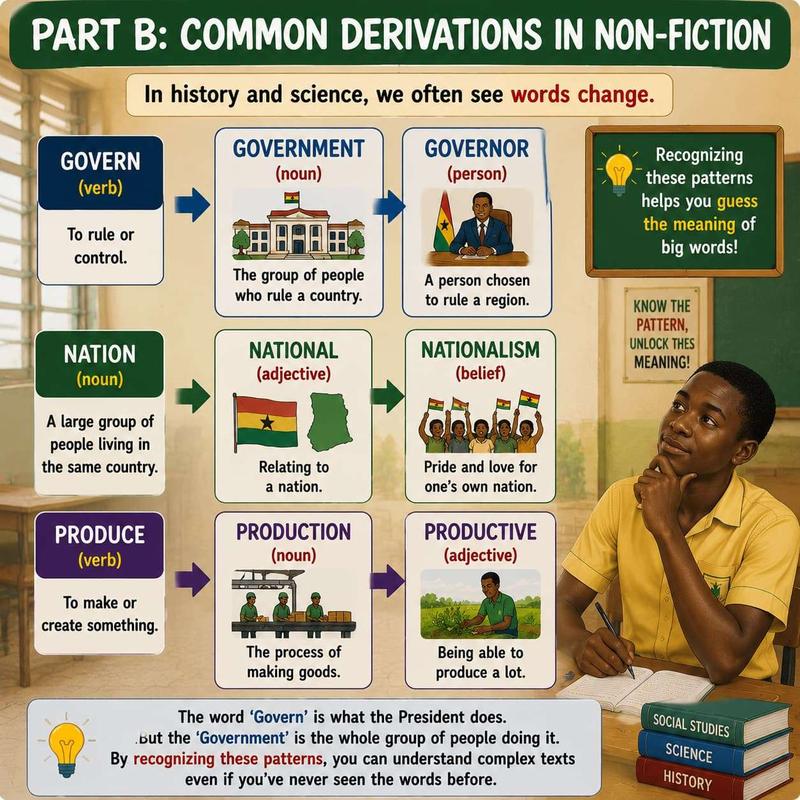 PART B: COMMON DERIVATIONS IN NON-FICTION
In history and science, we often see words change.
GOVERN
(verb)
To rule or
control.
GOVERNMENT
(noun)
The group of people
who rule a country.
GOVERNOR
(person)
A person chosen
to rule a region.
Recognizing
these patterns
helps you guess
the meaning of
big words!
KNOW THE
PATTERN,
UNLOCK THES
MEANING!
NATION
(noun)
A large group of
people living in
the same country.
NATIONAL
(adjective)
Relating to
a nation.
NATIONALISM
(belief)
Pride and love for
one's own nation.
PRODUCE
(verb)
To make or
create something.
PRODUCTION
(noun)
The process of
making goods.
PRODUCTIVE
(adjective)
Being able to
produce a lot.
The word 'Govern' is what the President does.
.But the 'Government' is the whole group of people doing it.
By recognizing these patterns, you can understand complex texts
even if you've never seen the words before.
SOCIAL STUDIES
SCIENCE
HISTORY